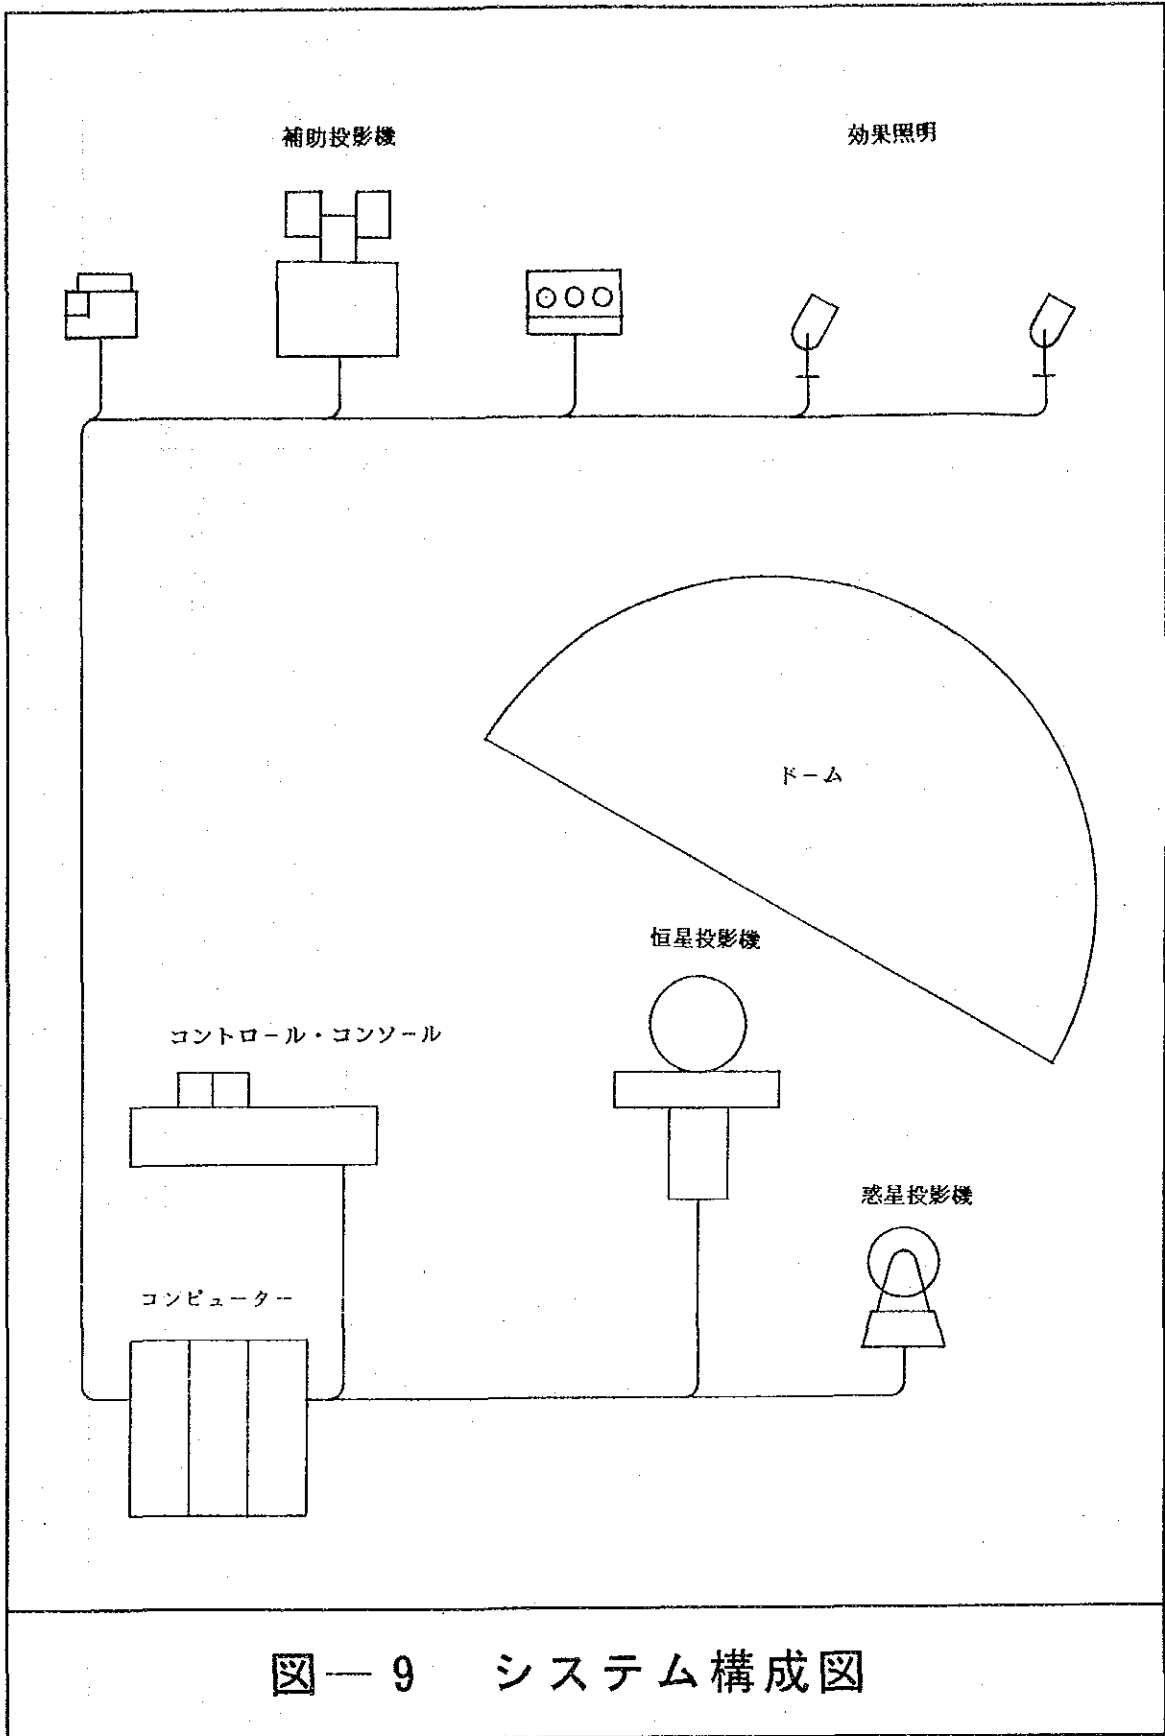 補助投影機
効果照明
ドーム
恒星投影機
コントロール・コンソール
惑星投影機
コンピューター
図―9 システム構成図